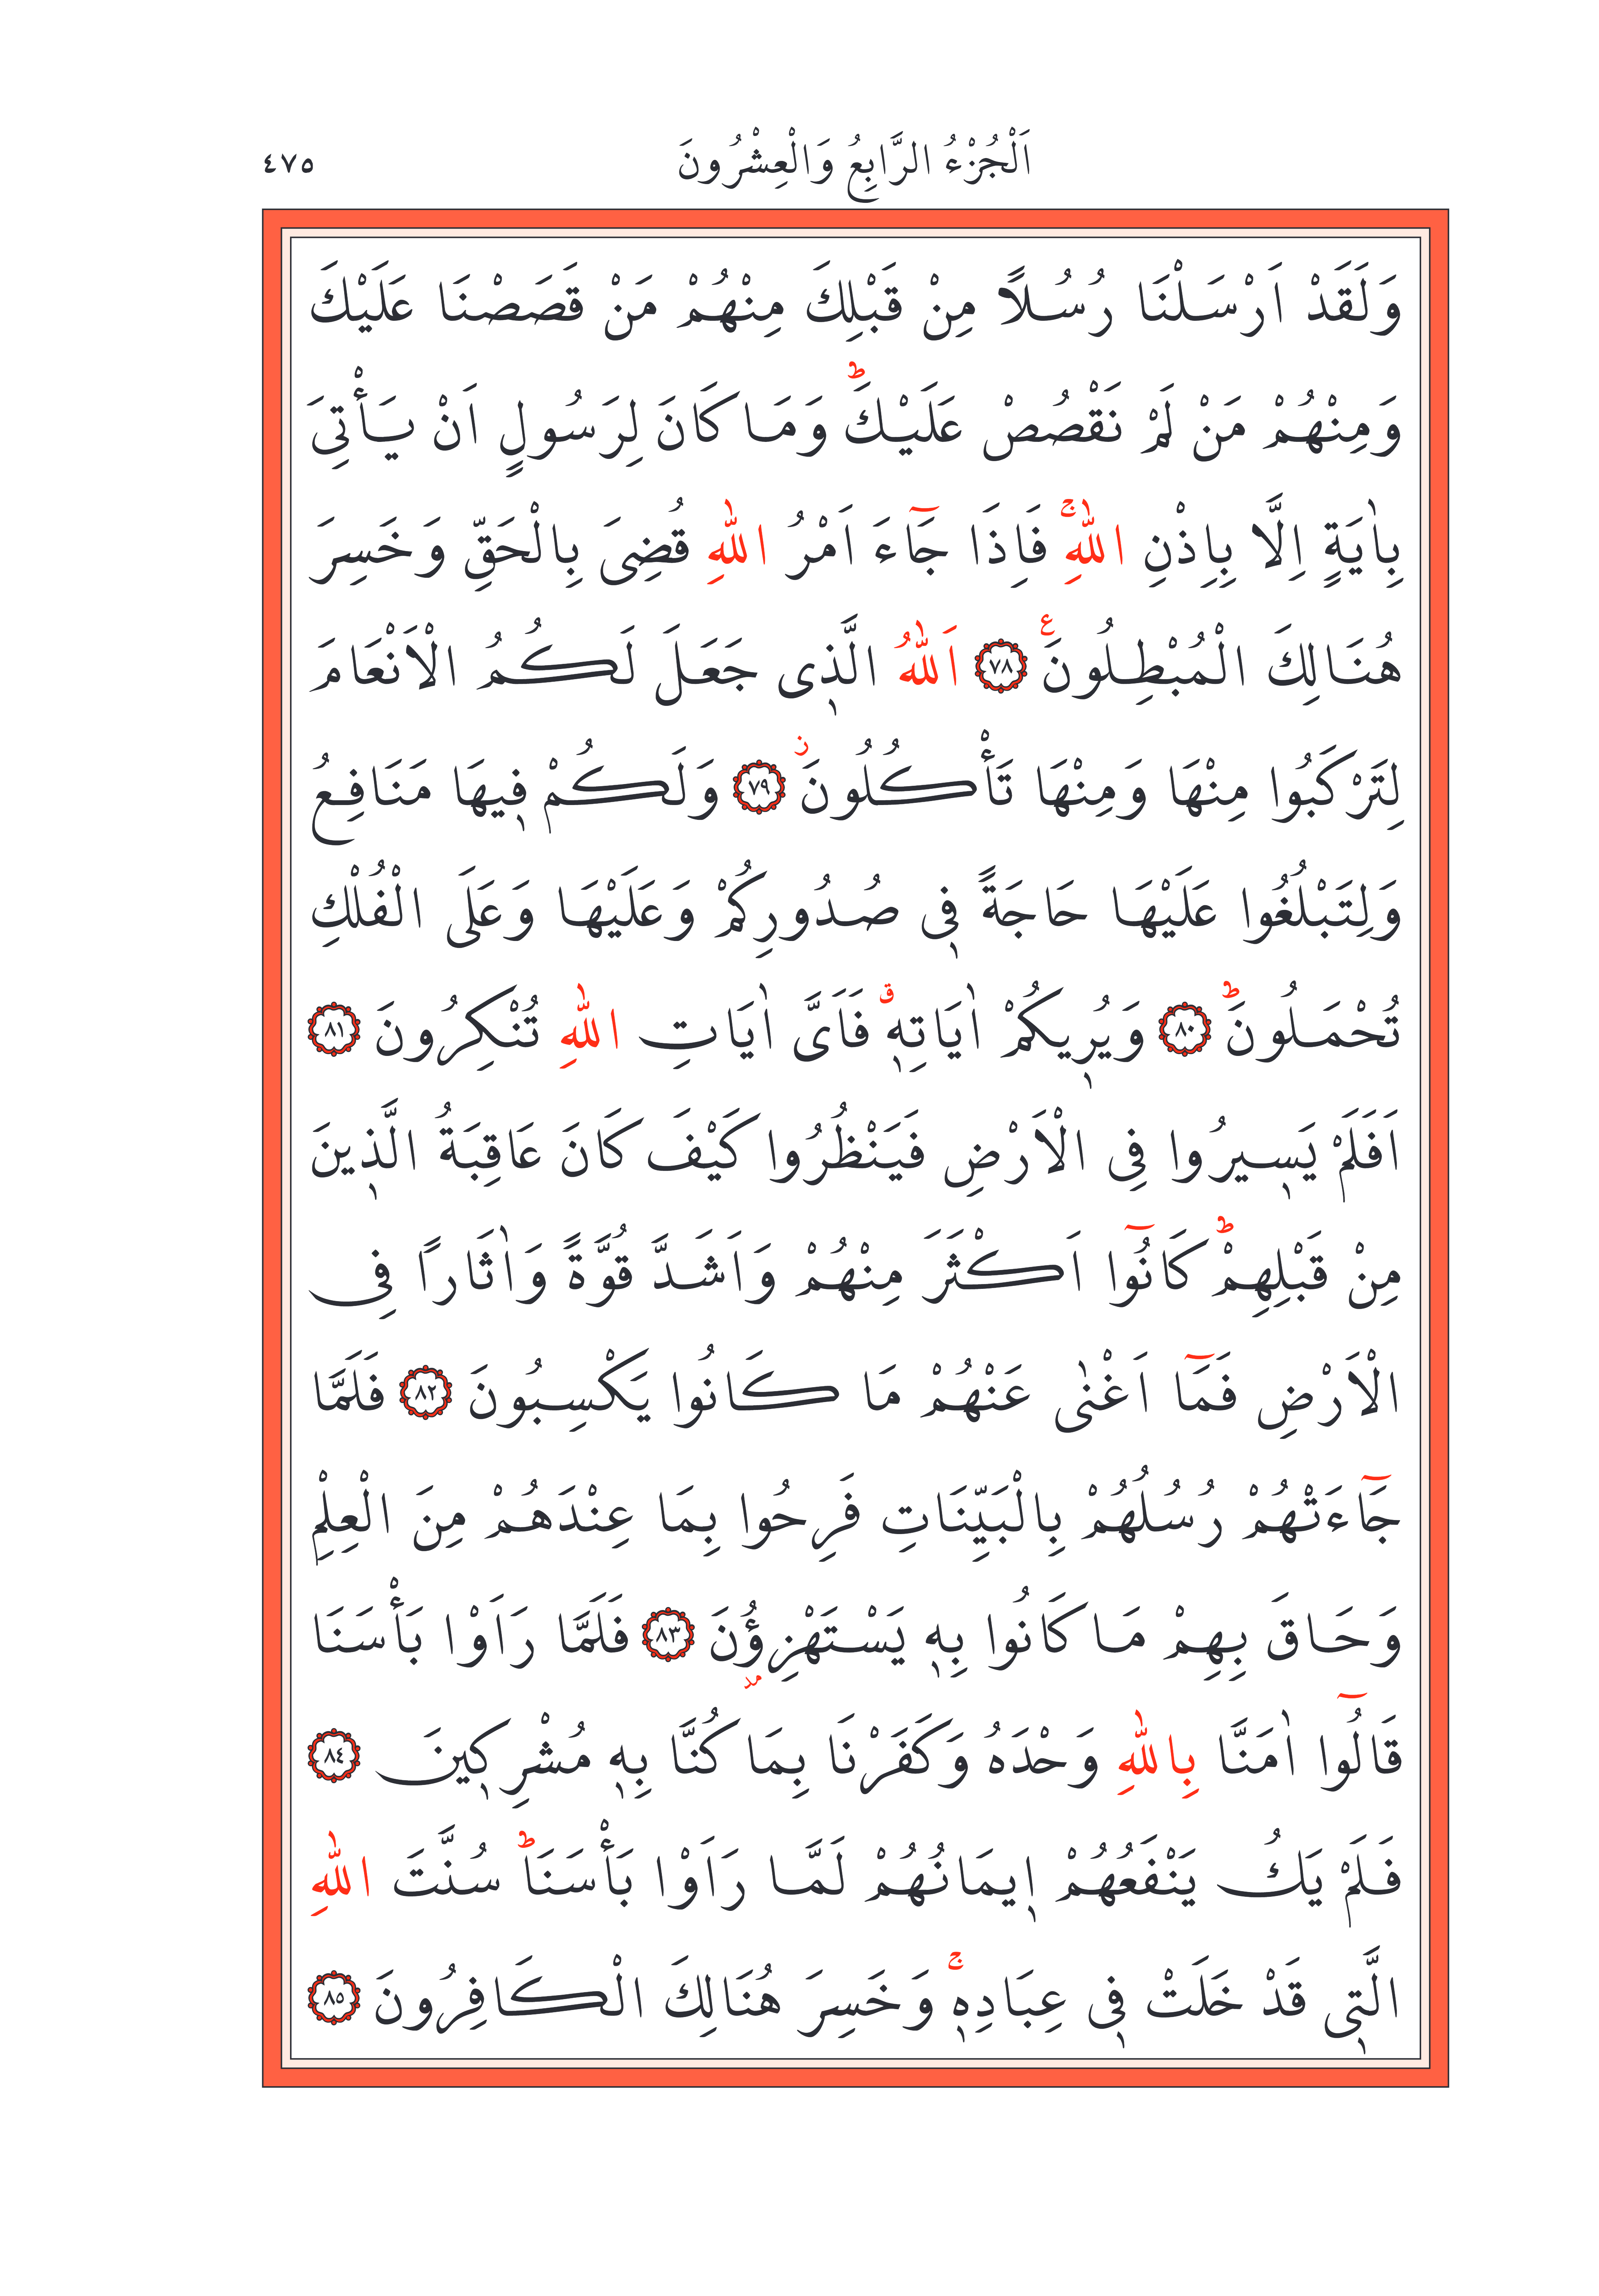 اَلْجُزْءُ الرَّابِعُ وَالْعِشْرُونَ ٤٧٥
وَلَقَدْ اَرْسَلْنَا رُسُلًا مِنْ قَبْلِكَ مِنْهُمْ مَنْ قَصَصْنَا عَلَيْكَ
وَمِنْهُمْ مَنْ لَمْ نَقْصُصْ عَلَيْكَۜ وَمَا كَانَ لِرَسُولٍ اَنْ يَأْتِىَ
بِاٰيَةٍ اِلَّا بِاِذْنِ اللّٰهِۚ فَاِذَا جَٓاءَ اَمْرُ اللّٰهِ قُضِىَ بِالْحَقِّ وَخَسِرَ
هُنَالِكَ الْمُبْطِلُونَ۟ ﴿٧٨﴾ اَللّٰهُ الَّذ۪ى جَعَلَ لَكُمُ الْاَنْعَامَ
لِتَرْكَبُوا مِنْهَا وَمِنْهَا تَأْكُلُونَۘ ﴿٧٩﴾ وَلَكُمْ ف۪يهَا مَنَافِعُ
وَلِتَبْلُغُوا عَلَيْهَا حَاجَةً ف۪ى صُدُورِكُمْ وَعَلَيْهَا وَعَلَى الْفُلْكِ
تُحْمَلُونَۜ ﴿٨٠﴾ وَيُر۪يكُمْ اٰيَاتِه۪ۗ فَاَىَّ اٰيَاتِ اللّٰهِ تُنْكِرُونَ ﴿٨١﴾
اَفَلَمْ يَس۪يرُوا فِى الْاَرْضِ فَيَنْظُرُوا كَيْفَ كَانَ عَاقِبَةُ الَّذ۪ينَ
مِنْ قَبْلِهِمْۜ كَانُٓوا اَكْثَرَ مِنْهُمْ وَاَشَدَّ قُوَّةً وَاٰثَارًا فِى
الْاَرْضِ فَمَٓا اَغْنٰى عَنْهُمْ مَا كَانُوا يَكْسِبُونَ ﴿٨٢﴾ فَلَمَّا
جَٓاءَتْهُمْ رُسُلُهُمْ بِالْبَيِّنَاتِ فَرِحُوا بِمَا عِنْدَهُمْ مِنَ الْعِلْمِ
وَحَاقَ بِهِمْ مَا كَانُوا بِه۪ يَسْتَهْزِؤُ۫نَ ﴿٨٣﴾ فَلَمَّا رَاَوْا بَأْسَنَا
قَالُٓوا اٰمَنَّا بِاللّٰهِ وَحْدَهُ وَكَفَرْنَا بِمَا كُنَّا بِه۪ مُشْرِك۪ينَ ﴿٨٤﴾
فَلَمْ يَكُ يَنْفَعُهُمْ ا۪يمَانُهُمْ لَمَّا رَاَوْا بَأْسَنَاۜ سُنَّتَ اللّٰهِ
الَّت۪ى قَدْ خَلَتْ ف۪ى عِبَادِه۪ۚ وَخَسِرَ هُنَالِكَ الْكَافِرُونَ ﴿٨٥﴾